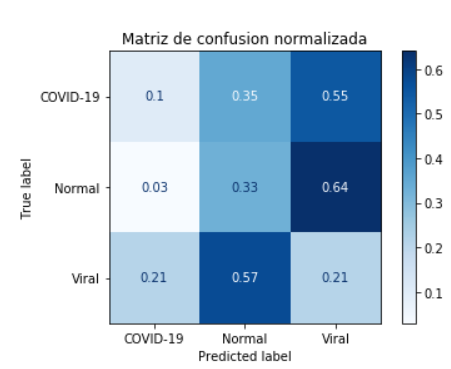 Matriz de confusion normalizada
True label
COVID-19
0.1 0.35 0.55
Normal
0.03 0.33 0.64
Viral
0.21 0.57 0.21
COVID-19 Normal Viral
Predicted label
0.6
0.5
0.4
0.3
0.2
0.1